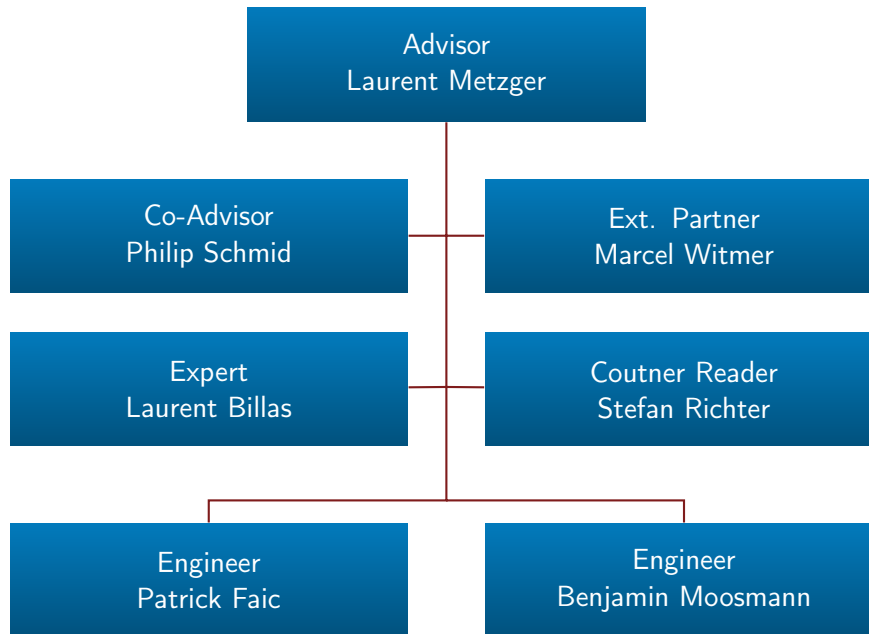 Advisor
Laurent Metzger
Co-Advisor
Philip Schmid
Ext. Partner
Marcel Witmer
Expert
Laurent Billas
Coutner Reader
Stefan Richter
Engineer
Patrick Faic
Engineer
Benjamin Moosmann